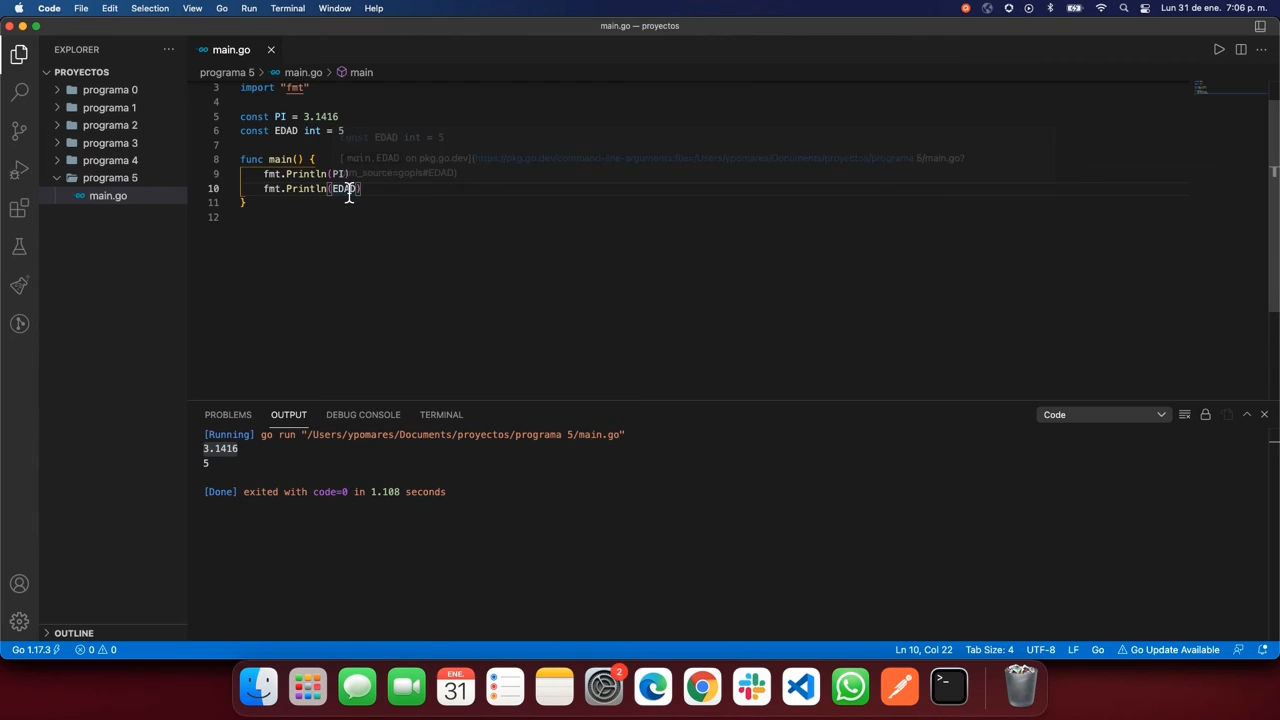 Code File Edit Selection View Go Run Terminal Window Help Lun 31 de ene. 7:06 p. m.
main.go — proyectos
EXPLORER
main.go
PROYECTOS
programa 5 > main.go > main
programa 0
programa 1
programa 2
programa 3
programa 4
programa 5
main.go
3 import "fmt"
4
5 const PI = 3.1416
6 const EDAD int = 5
const EDAD int = 5
7
8 func main() {
9 fmt.Println(PI)
10 fmt.Println(EDAD)
11 }
12
PROBLEMS OUTPUT DEBUG CONSOLE TERMINAL Code
[Running] go run "/Users/ypomares/Documents/proyectos/programa 5/main.go"
3.1416
5
[Done] exited with code=0 in 1.108 seconds
OUTLINE
Go 1.17.3 0 0 Ln 10, Col 22 Tab Size: 4 UTF-8 LF Go Go Update Available
ENE.
31
2